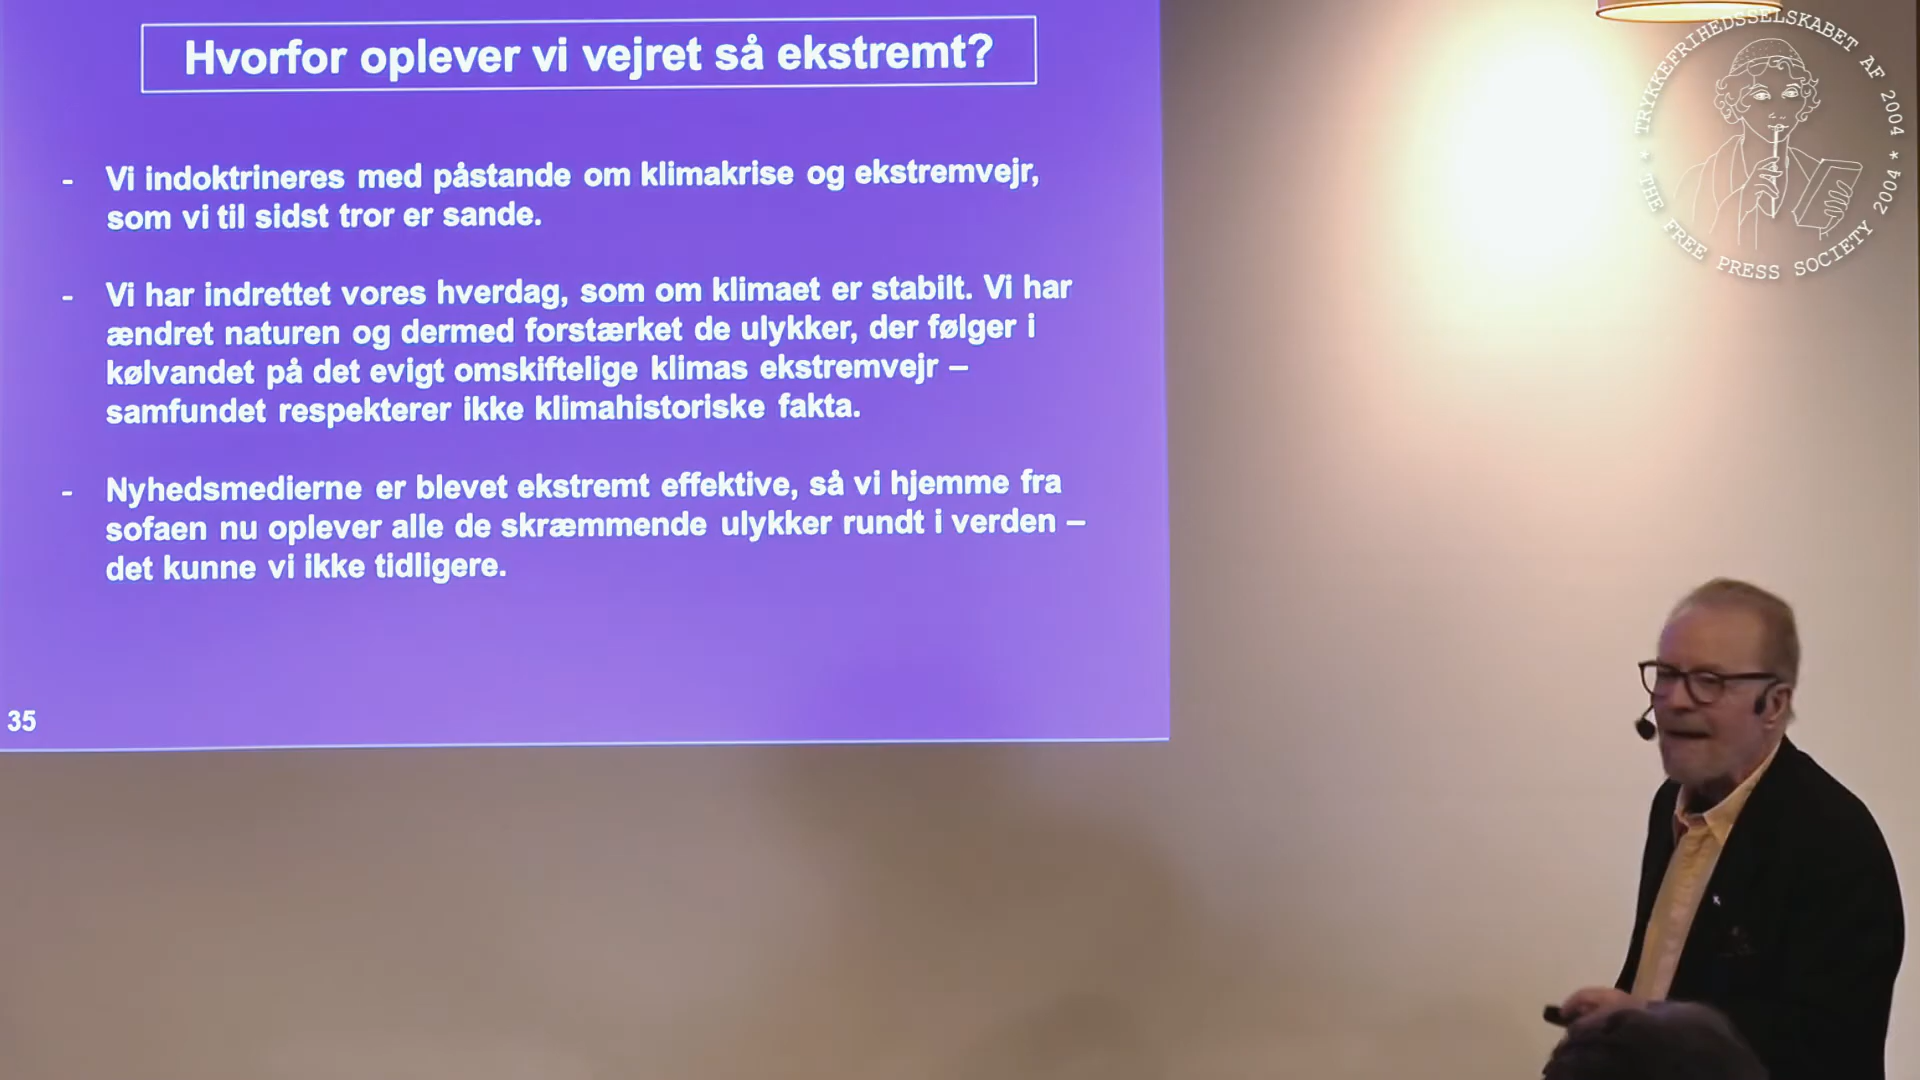 Hvorfor oplever vi vejret så ekstremt?
- Vi indoktrineres med påstande om klimakrise og ekstremvejr,
som vi til sidst tror er sande.
- Vi har indrettet vores hverdag, som om klimaet er stabilt. Vi har
ændret naturen og dermed forstærket de ulykker, der følger i
kølvandet på det evigt omskiftelige klimas ekstremvejr –
samfundet respekterer ikke klimahistoriske fakta.
- Nyhedsmedierne er blevet ekstremt effektive, så vi hjemme fra
sofaen nu oplever alle de skræmmende ulykker rundt i verden –
det kunne vi ikke tidligere.
35
TRYKKEFRIHEDSSELSKABET AF 2004 *
* THE FREE PRESS SOCIETY 2004